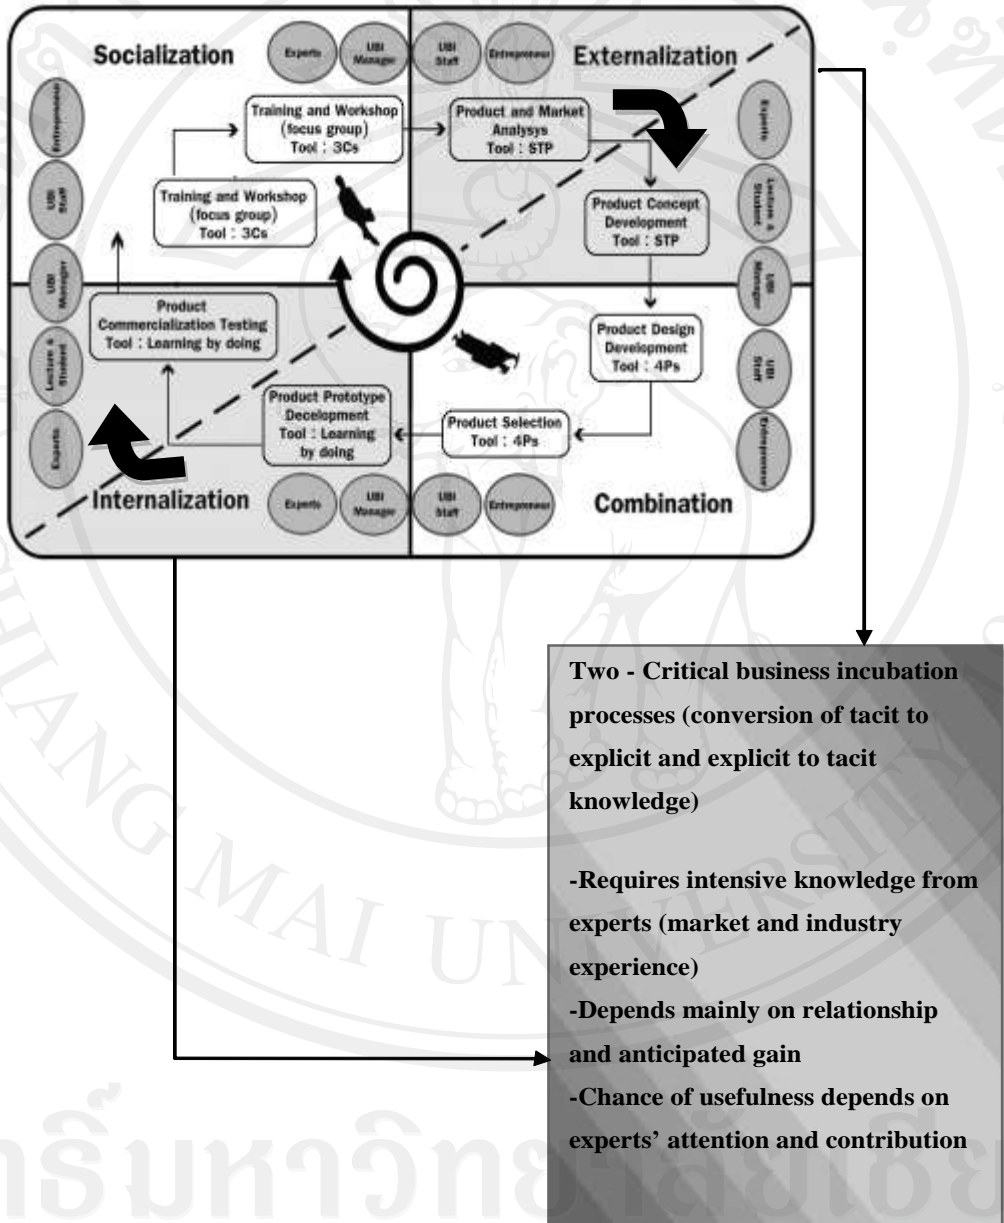 Socialization
Experts
UBI
Manager
UBI
Staff
Entrepreneur
Externalization
Entrepreneur
UBI
Staff
UBI
Manager
Lecture &
Student
Experts
Training and Workshop
(focus group)
Tool : 3Cs
Training and Workshop
(focus group)
Tool : 3Cs
Product and Market
Analysys
Tool : STP
Product Concept
Development
Tool : STP
Experts
Lecture &
Student
UBI
Manager
UBI
Staff
Entrepreneur
Product
Commercialization Testing
Tool : Learning by doing
Product Design
Development
Tool : 4Ps
Product Prototype
Decelopment
Tool : Learning
by doing
Product Selection
Tool : 4Ps
Internalization
Experts
UBI
Manager
UBI
Staff
Entrepreneur
Combination
Two - Critical business incubation
processes (conversion of tacit to
explicit and explicit to tacit
knowledge)
-Requires intensive knowledge from
experts (market and industry
experience)
-Depends mainly on relationship
and anticipated gain
-Chance of usefulness depends on
experts’ attention and contribution
MAI UNIVERSITY